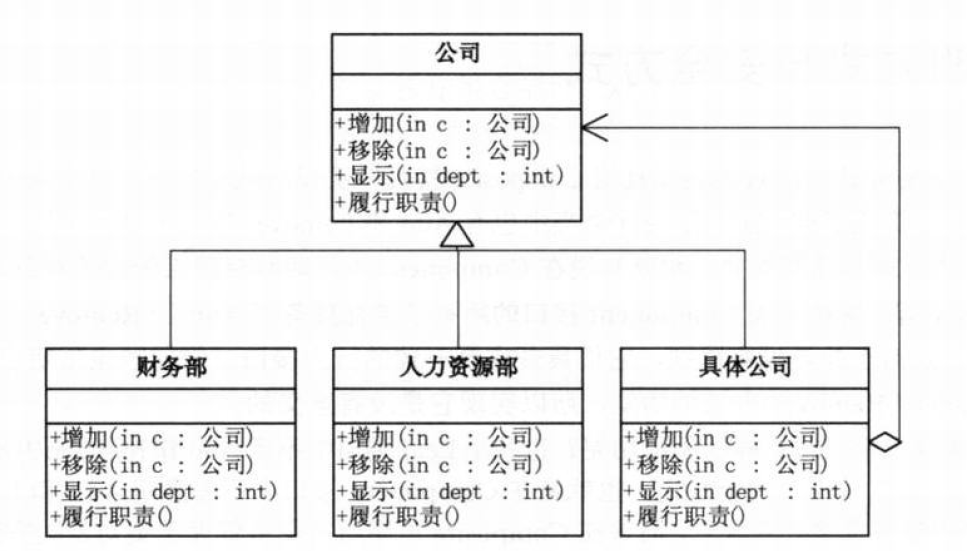 公司
+增加(in c : 公司)
+移除(in c : 公司)
+显示(in dept : int)
+履行职责()
财务部
+增加(in c : 公司)
+移除(in c : 公司)
+显示(in dept : int)
+履行职责()
人力资源部
+增加(in c : 公司)
+移除(in c : 公司)
+显示(in dept : int)
+履行职责()
具体公司
+增加(in c : 公司)
+移除(in c : 公司)
+显示(in dept : int)
+履行职责()